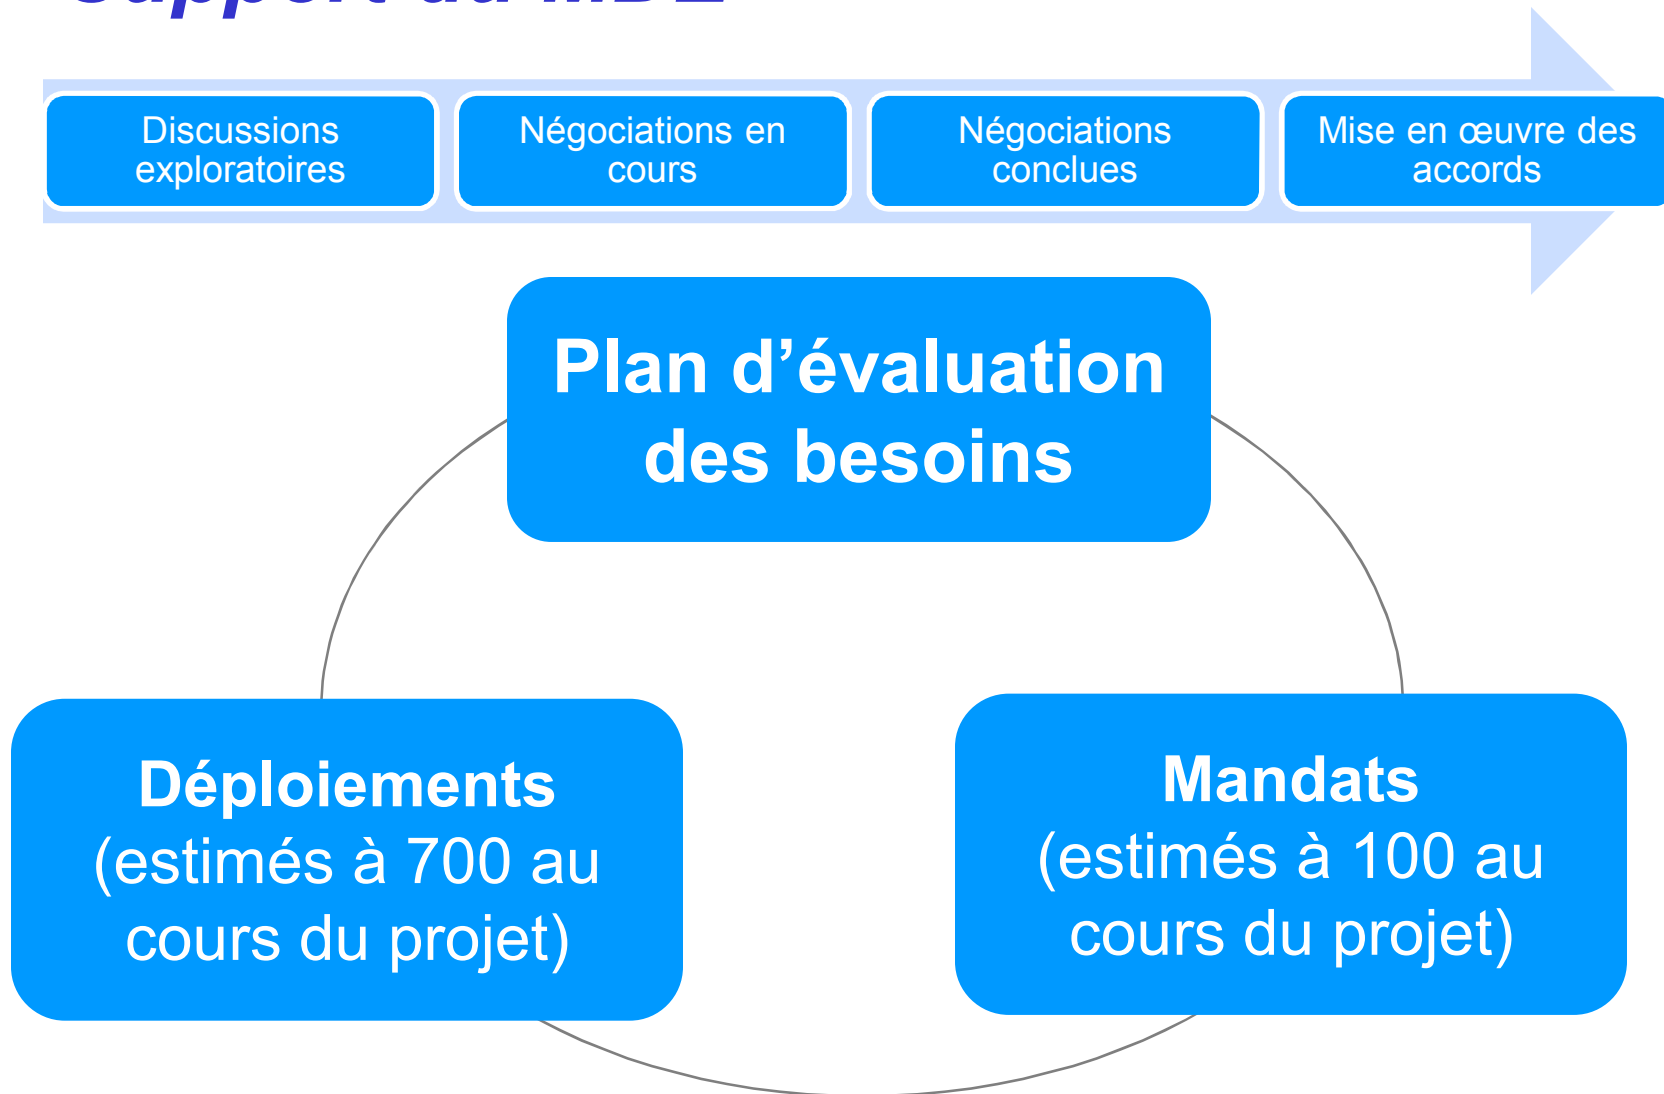 Discussions
exploratoires
Négociations en
cours
Négociations
conclues
Mise en œuvre des
accords
Plan d’évaluation
des besoins
Déploiements
(estimés à 700 au
cours du projet)
Mandats
(estimés à 100 au
cours du projet)